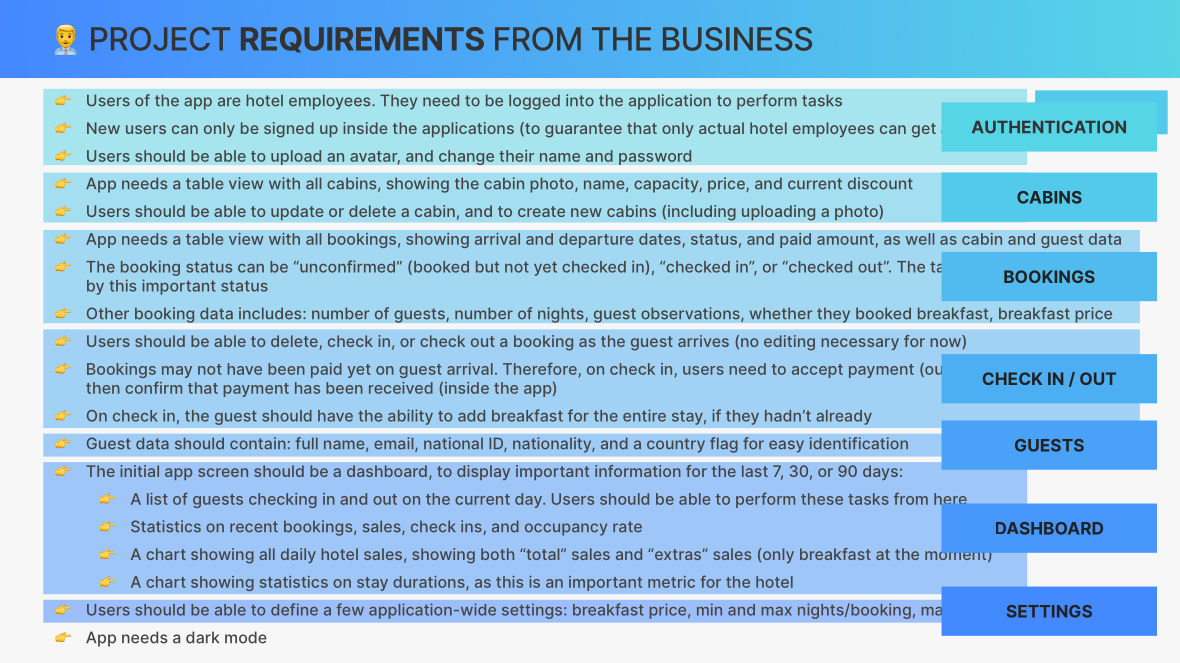 PROJECT REQUIREMENTS FROM THE BUSINESS
Users of the app are hotel employees. They need to be logged into the application to perform tasks
New users can only be signed up inside the applications (to guarantee that only actual hotel employees can get
AUTHENTICATION
Users should be able to upload an avatar, and change their name and password
App needs a table view with all cabins, showing the cabin photo, name, capacity, price, and current discount
CABINS
Users should be able to update or delete a cabin, and to create new cabins (including uploading a photo)
App needs a table view with all bookings, showing arrival and departure dates, status, and paid amount, as well as cabin and guest data
The booking status can be “unconfirmed” (booked but not yet checked in), “checked in”, or “checked out”. The
by this important status
BOOKINGS
Other booking data includes: number of guests, number of nights, guest observations, whether they booked breakfast, breakfast price
Users should be able to delete, check in, or check out a booking as the guest arrives (no editing necessary for now)
Bookings may not have been paid yet on guest arrival. Therefore, on check in, users need to accept payment
then confirm that payment has been received (inside the app)
CHECK IN / OUT
On check in, the guest should have the ability to add breakfast for the entire stay, if they hadn’t already
Guest data should contain: full name, email, national ID, nationality, and a country flag for easy identification
GUESTS
The initial app screen should be a dashboard, to display important information for the last 7, 30, or 90 days:
A list of guests checking in and out on the current day. Users should be able to perform these tasks from here
Statistics on recent bookings, sales, check ins, and occupancy rate
DASHBOARD
A chart showing all daily hotel sales, showing both “total” sales and “extras” sales (only breakfast at the moment)
A chart showing statistics on stay durations, as this is an important metric for the hotel
Users should be able to define a few application-wide settings: breakfast price, min and max nights/booking,
SETTINGS
App needs a dark mode